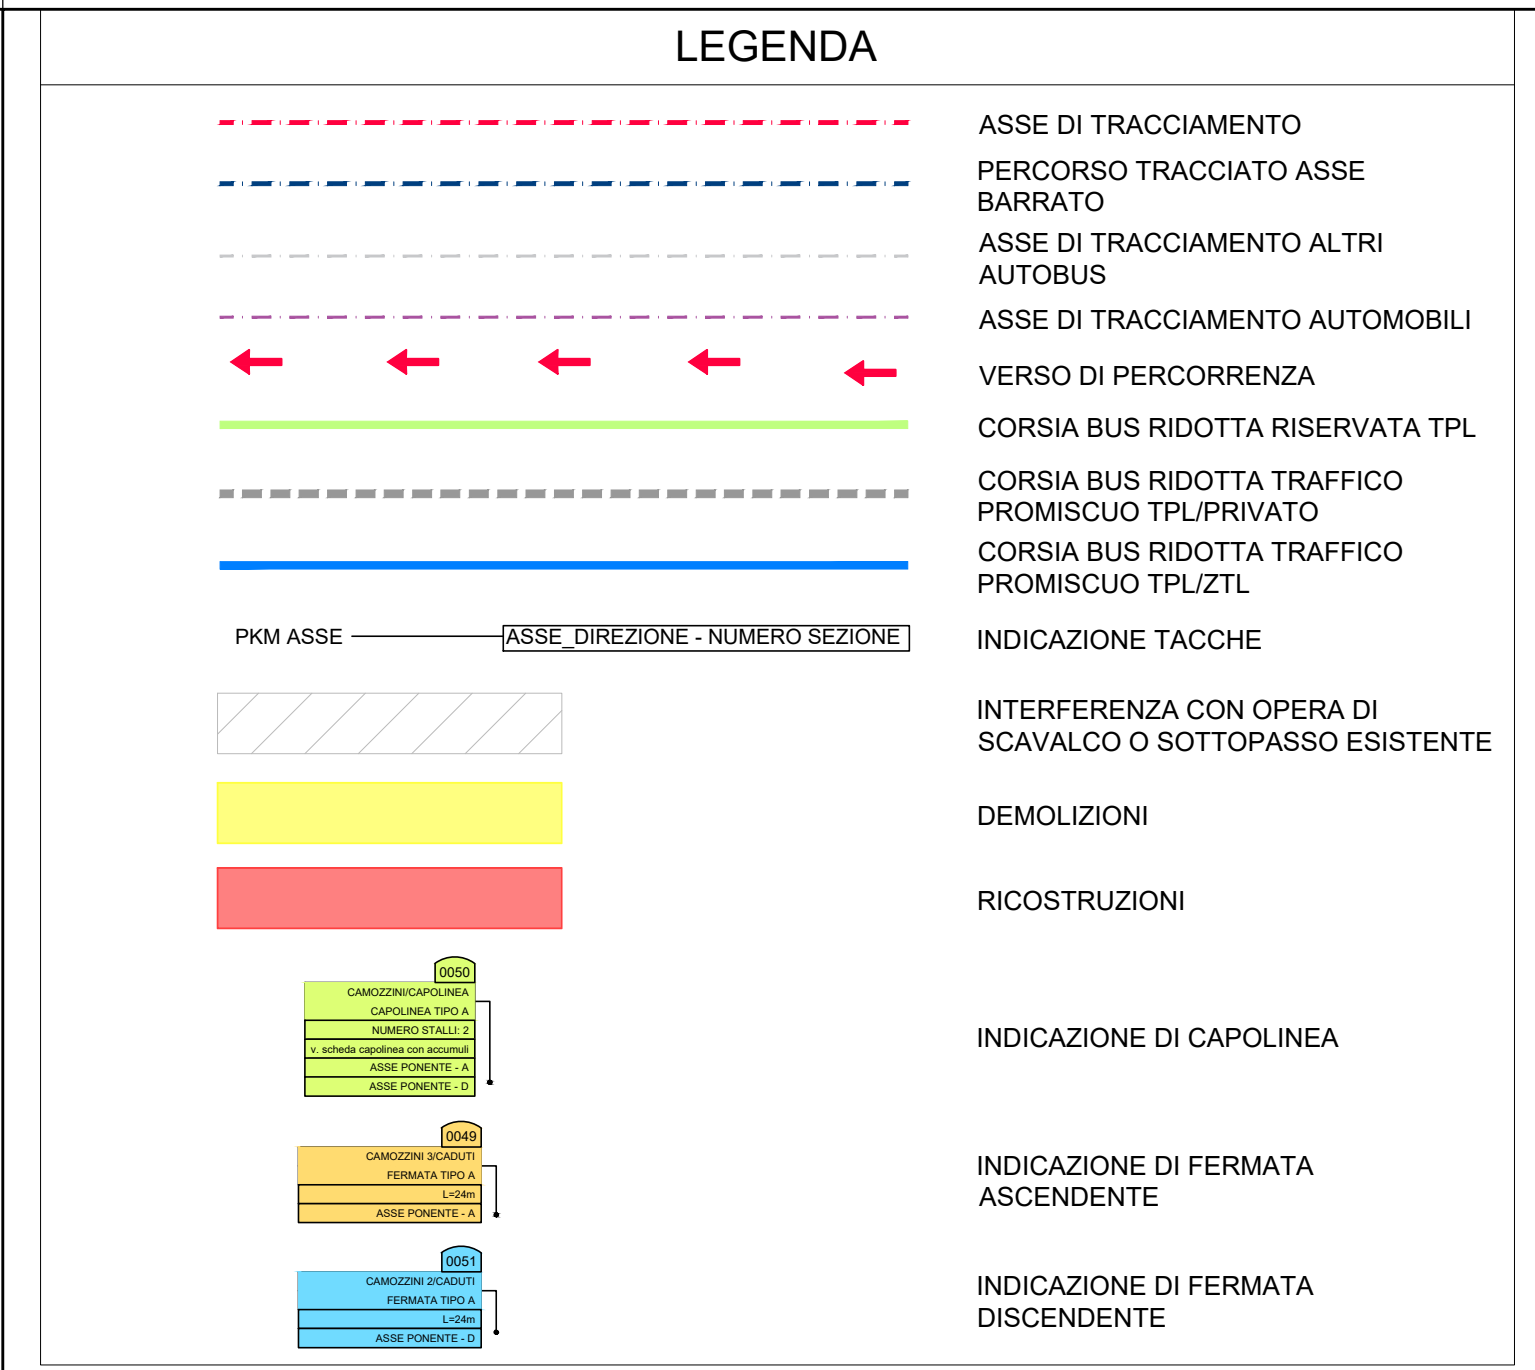 LEGENDA
ASSE DI TRACCIAMENTO
PERCORSO TRACCIATO ASSE
BARRATO
ASSE DI TRACCIAMENTO ALTRI
AUTOBUS
ASSE DI TRACCIAMENTO AUTOMOBILI
VERSO DI PERCORRENZA
CORSIA BUS RIDOTTA RISERVATA TPL
CORSIA BUS RIDOTTA TRAFFICO
PROMISCUO TPL/PRIVATO
CORSIA BUS RIDOTTA TRAFFICO
PROMISCUO TPL/ZTL
PKM ASSE ASSE_DIREZIONE - NUMERO SEZIONE INDICAZIONE TACCHE
INTERFERENZA CON OPERA DI
SCAVALCO O SOTTOPASSO ESISTENTE
DEMOLIZIONI
RICOSTRUZIONI
0050
CAMOZZINI/CAPOLINEA
CAPOLINEA TIPO A
NUMERO STALLI: 2
v. scheda capolinea con accumuli
ASSE PONENTE - A
ASSE PONENTE - D
INDICAZIONE DI CAPOLINEA
0049
CAMOZZINI 3/CADUTI
FERMATA TIPO A
L=24m
ASSE PONENTE - A
INDICAZIONE DI FERMATA
ASCENDENTE
0051
CAMOZZINI 2/CADUTI
FERMATA TIPO A
L=24m
ASSE PONENTE - D
INDICAZIONE DI FERMATA
DISCENDENTE